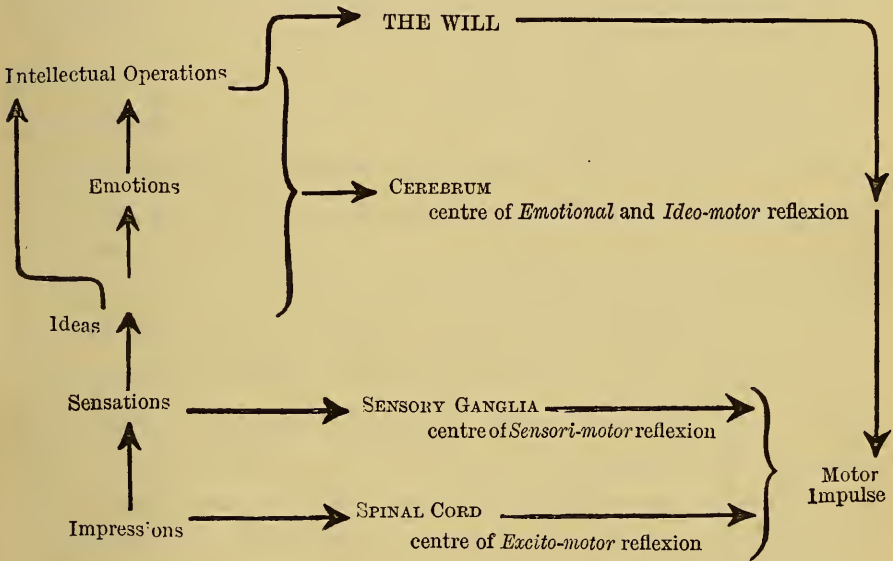 THE WILL
Intellectual Operations
Emotions
CEREBRUM
centre of Emotional and Ideo-motor reflexion
Ideas
Sensations
SENSORY GANGLIA
centre of Sensori-motor reflexion
Motor
Impulse
Impressions
SPINAL CORD
centre of Excito-motor reflexion